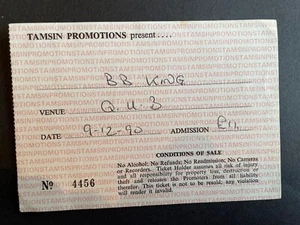 TAMSIN PROMOTIONS present....
BB KING
VENUE Q.U.B
DATE 9-12-90 ADMISSION £11
CONDITIONS OF SALE
No Alcohol; No Refunds; No Readmission; No Cameras
or Recorders. Ticket Holder assumes all risk of injury
and all responsibility for property loss, destruction or
theft and releases the Promoters from all liability
thereof. This ticket is not to be resold; any violation
will render it invalid.
No 4456